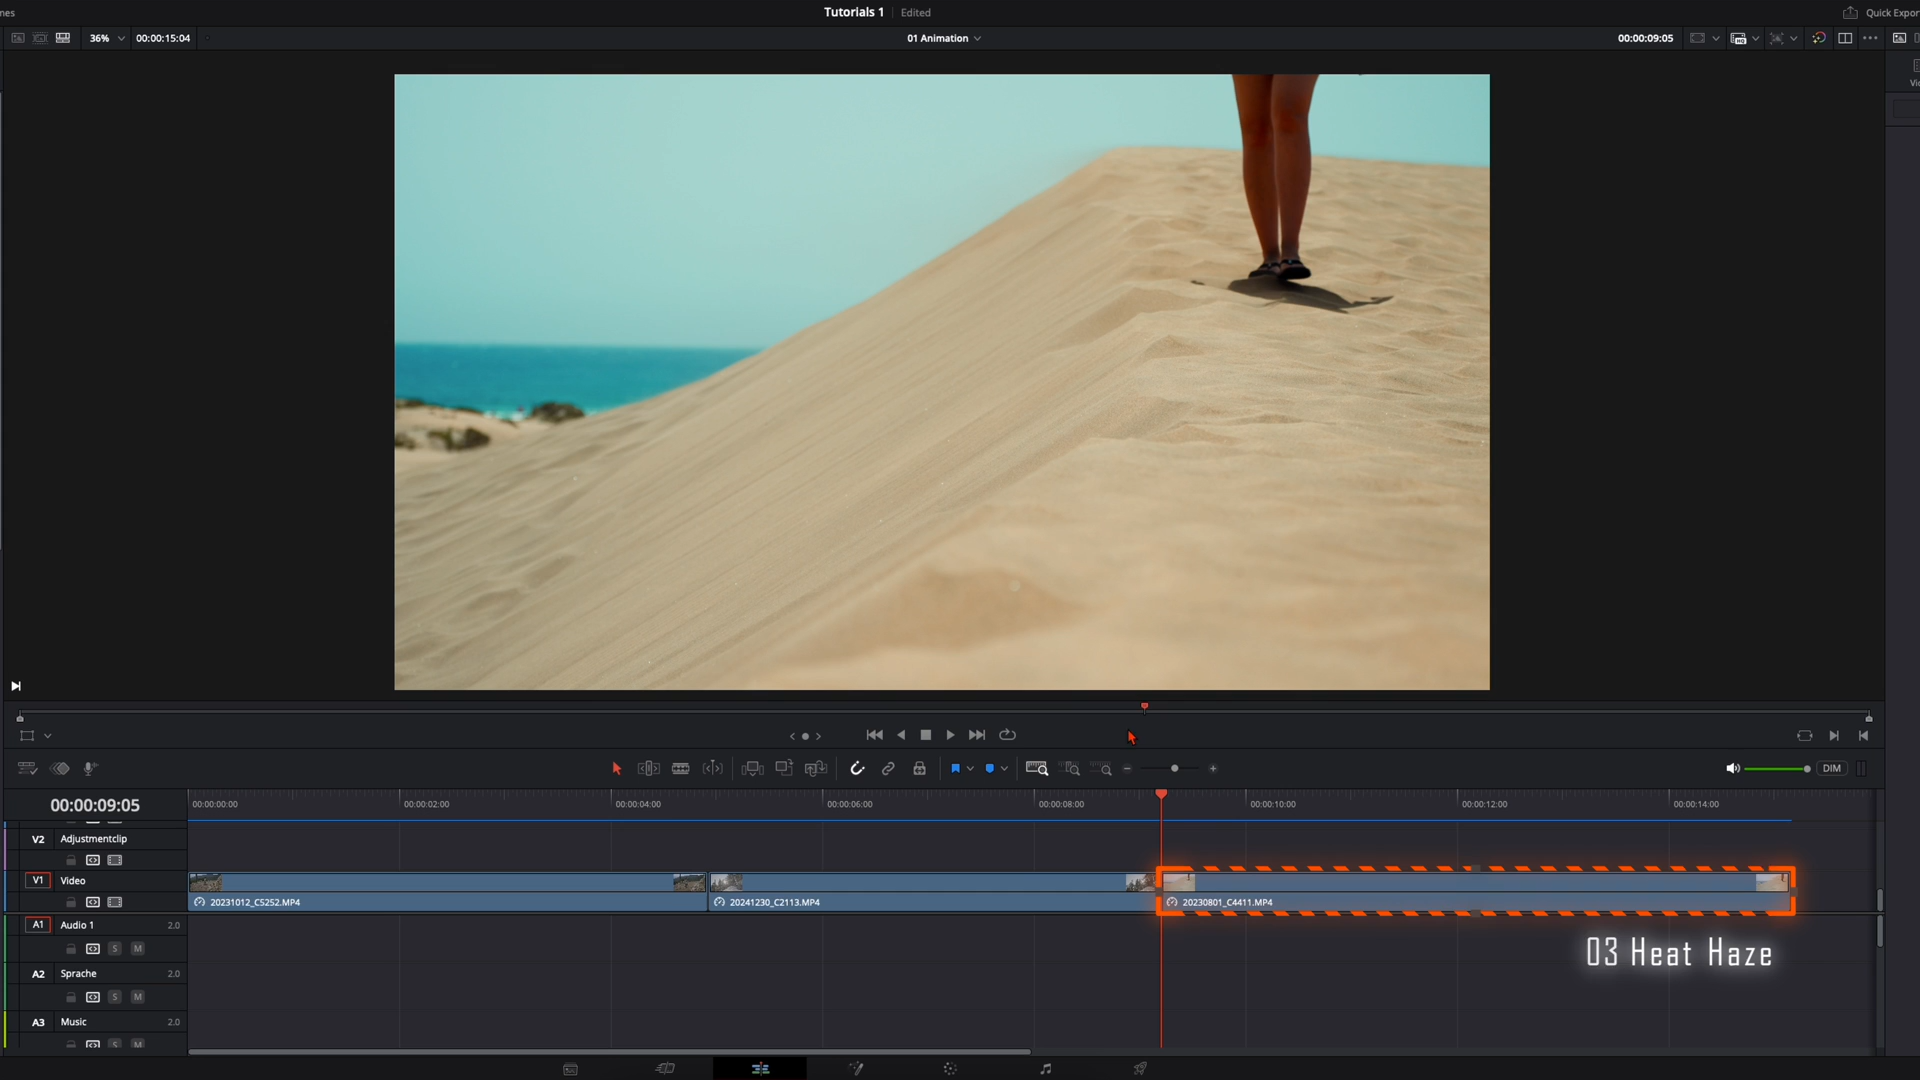 nes
Tutorials 1
Edited
Quick Expor
36%
00:00:15:04
01 Animation
00:00:09:05
HQ
Vi
DIM
00:00:09:05
00:00:00:00
00:00:02:00
00:00:04:00
00:00:06:00
00:00:08:00
00:00:10:00
00:00:12:00
00:00:14:00
V2
Adjustmentclip
V1
Video
20231012_C5252.MP4
20241230_C2113.MP4
20230801_C4411.MP4
A1
Audio 1
2.0
S
M
03 Heat Haze
A2
Sprache
2.0
S
M
A3
Music
2.0
S
M